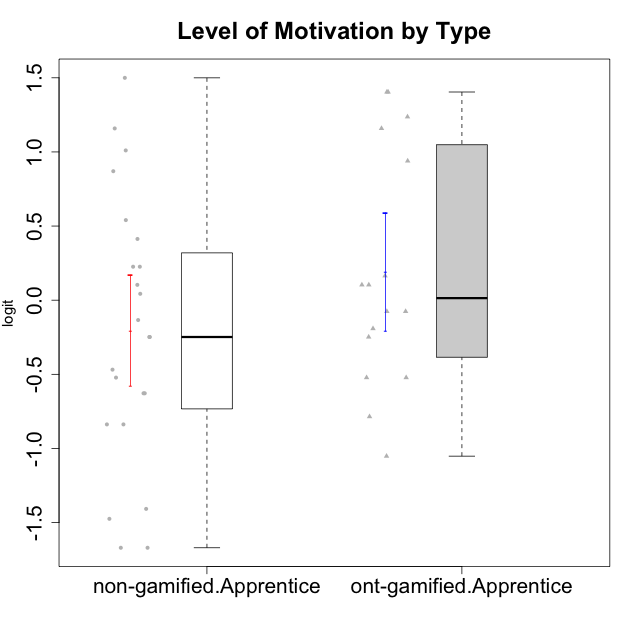 Level of Motivation by Type
logit
1.5
1.0
0.5
0.0
-0.5
-1.0
-1.5
non-gamified.Apprentice
ont-gamified.Apprentice